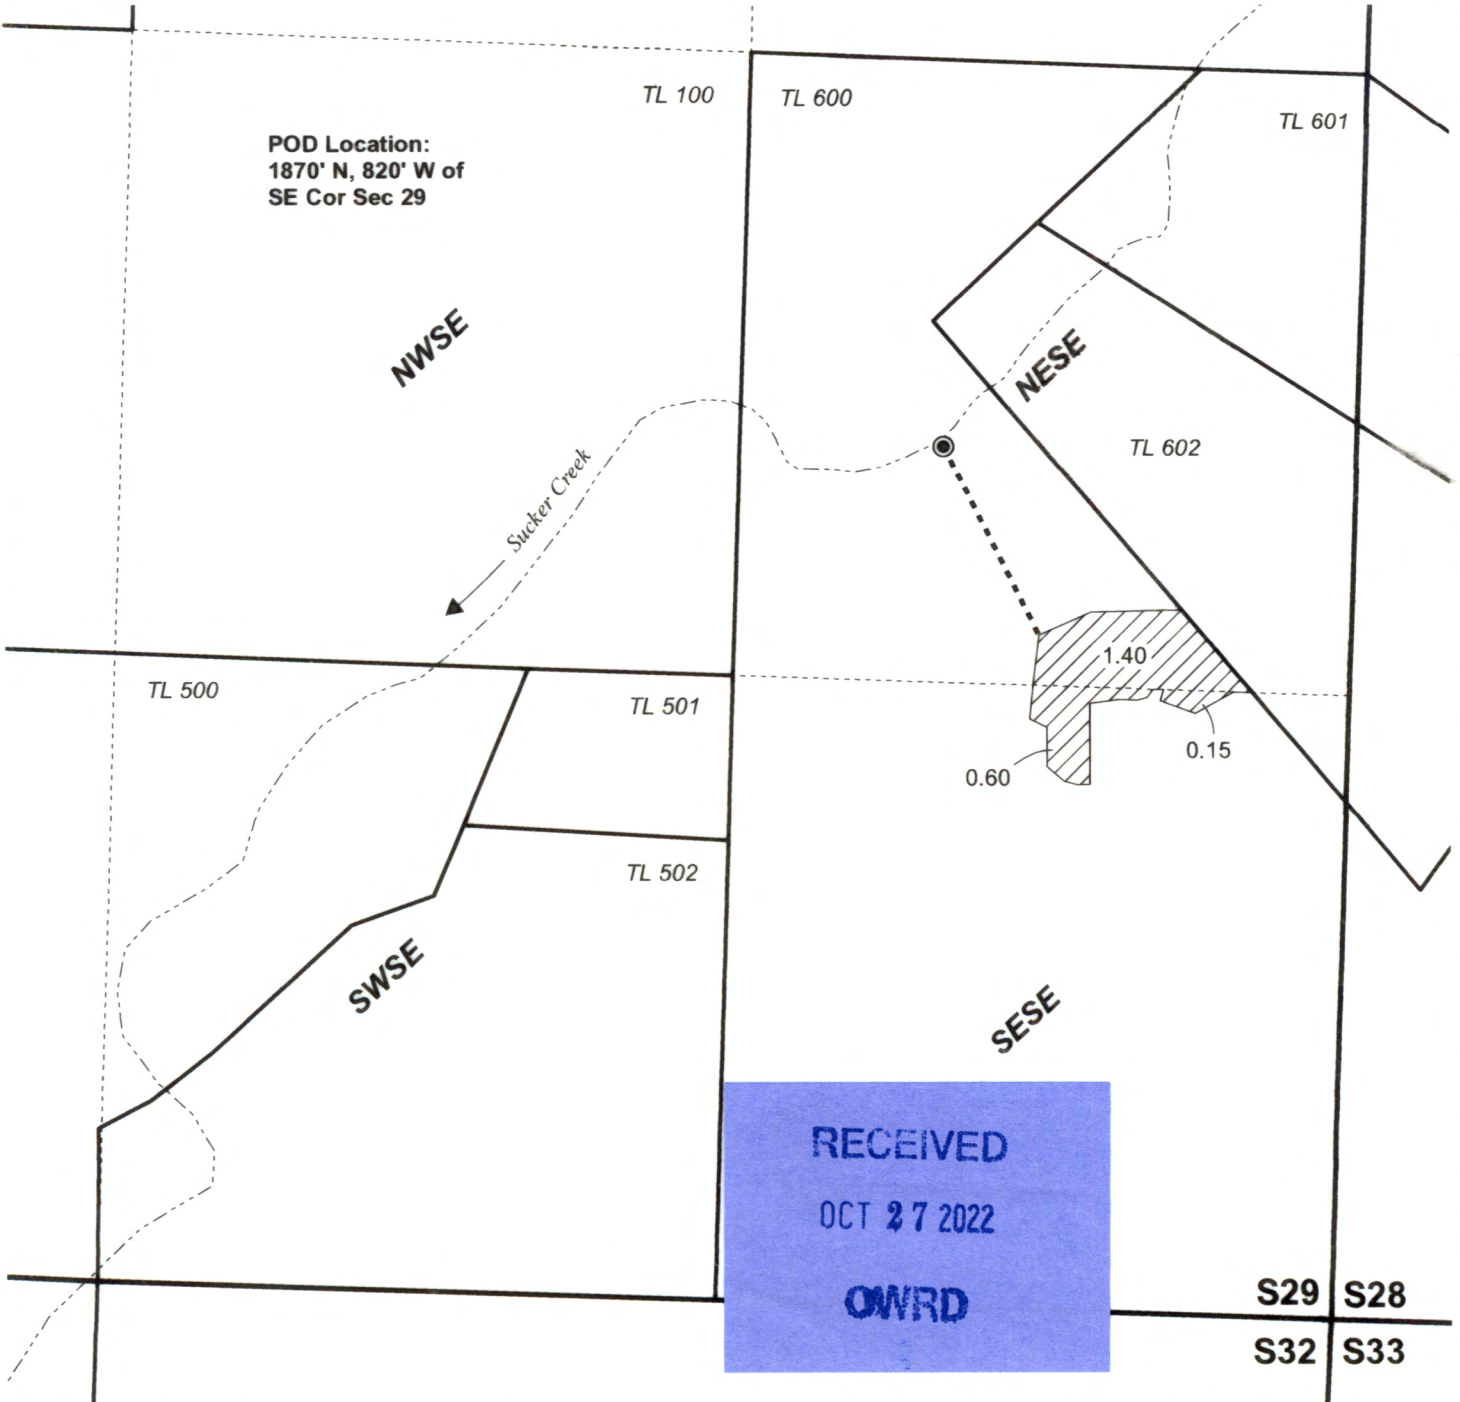 TL 100
TL 600
TL 601
POD Location:
1870' N, 820' W of
SE Cor Sec 29
NWSE
NESE
TL 602
Sucker Creek
1.40
TL 500
TL 501
0.15
0.60
TL 502
SWSE
SESE
RECEIVED
OCT 27 2022
OWRD
S29 S28
S32 S33